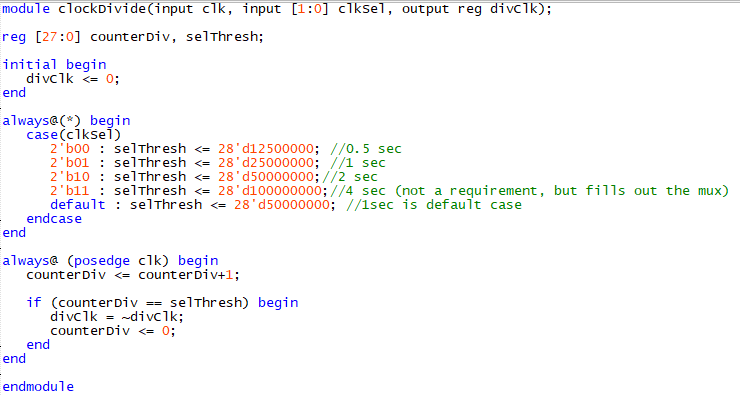 module clockDivide(input clk, input [1:0] clkSel, output reg divClk);
reg [27:0] counterDiv, selThresh;
initial begin
divClk <= 0;
end
always@(*) begin
case(clkSel)
2'b00 : selThresh <= 28'd12500000; //0.5 sec
2'b01 : selThresh <= 28'd25000000; //1 sec
2'b10 : selThresh <= 28'd50000000;//2 sec
2'b11 : selThresh <= 28'd100000000;//4 sec (not a requirement, but fills out the mux)
default : selThresh <= 28'd50000000; //1sec is default case
endcase
end
always@ (posedge clk) begin
counterDiv <= counterDiv+1;
if (counterDiv == selThresh) begin
divClk = ~divClk;
counterDiv <= 0;
end
end
endmodule